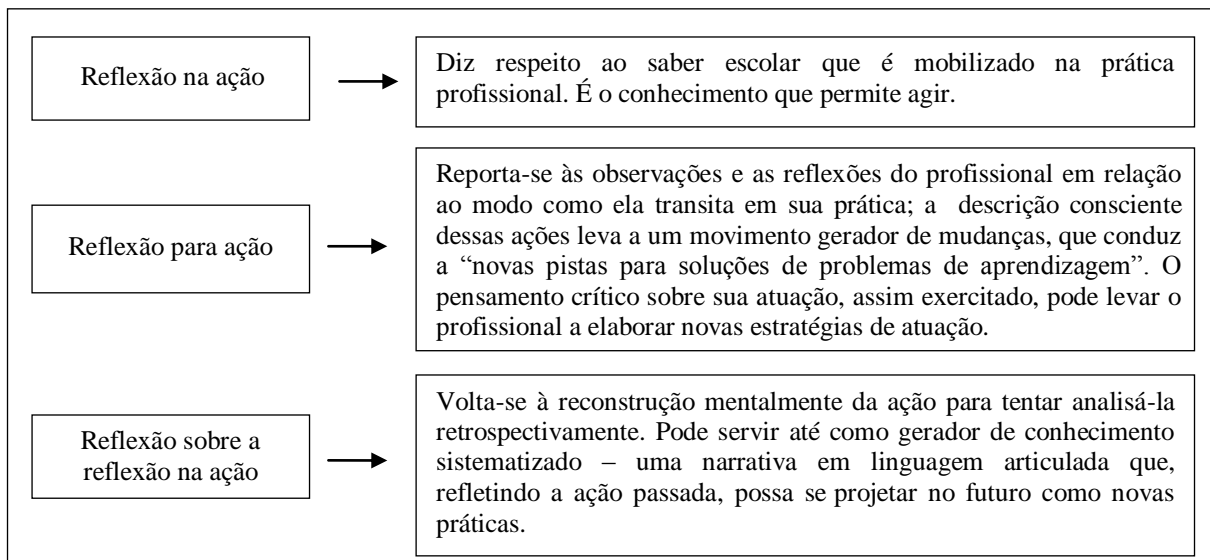 Reflexão na ação
Diz respeito ao saber escolar que é mobilizado na prática
profissional. É o conhecimento que permite agir.
Reflexão para ação
Reporta-se às observações e as reflexões do profissional em relação
ao modo como ela transita em sua prática; a descrição consciente
dessas ações leva a um movimento gerador de mudanças, que conduz
a “novas pistas para soluções de problemas de aprendizagem”. O
pensamento crítico sobre sua atuação, assim exercitado, pode levar o
profissional a elaborar novas estratégias de atuação.
Reflexão sobre a
reflexão na ação
Volta-se à reconstrução mentalmente da ação para tentar analisá-la
retrospectivamente. Pode servir até como gerador de conhecimento
sistematizado – uma narrativa em linguagem articulada que,
refletindo a ação passada, possa se projetar no futuro como novas
práticas.